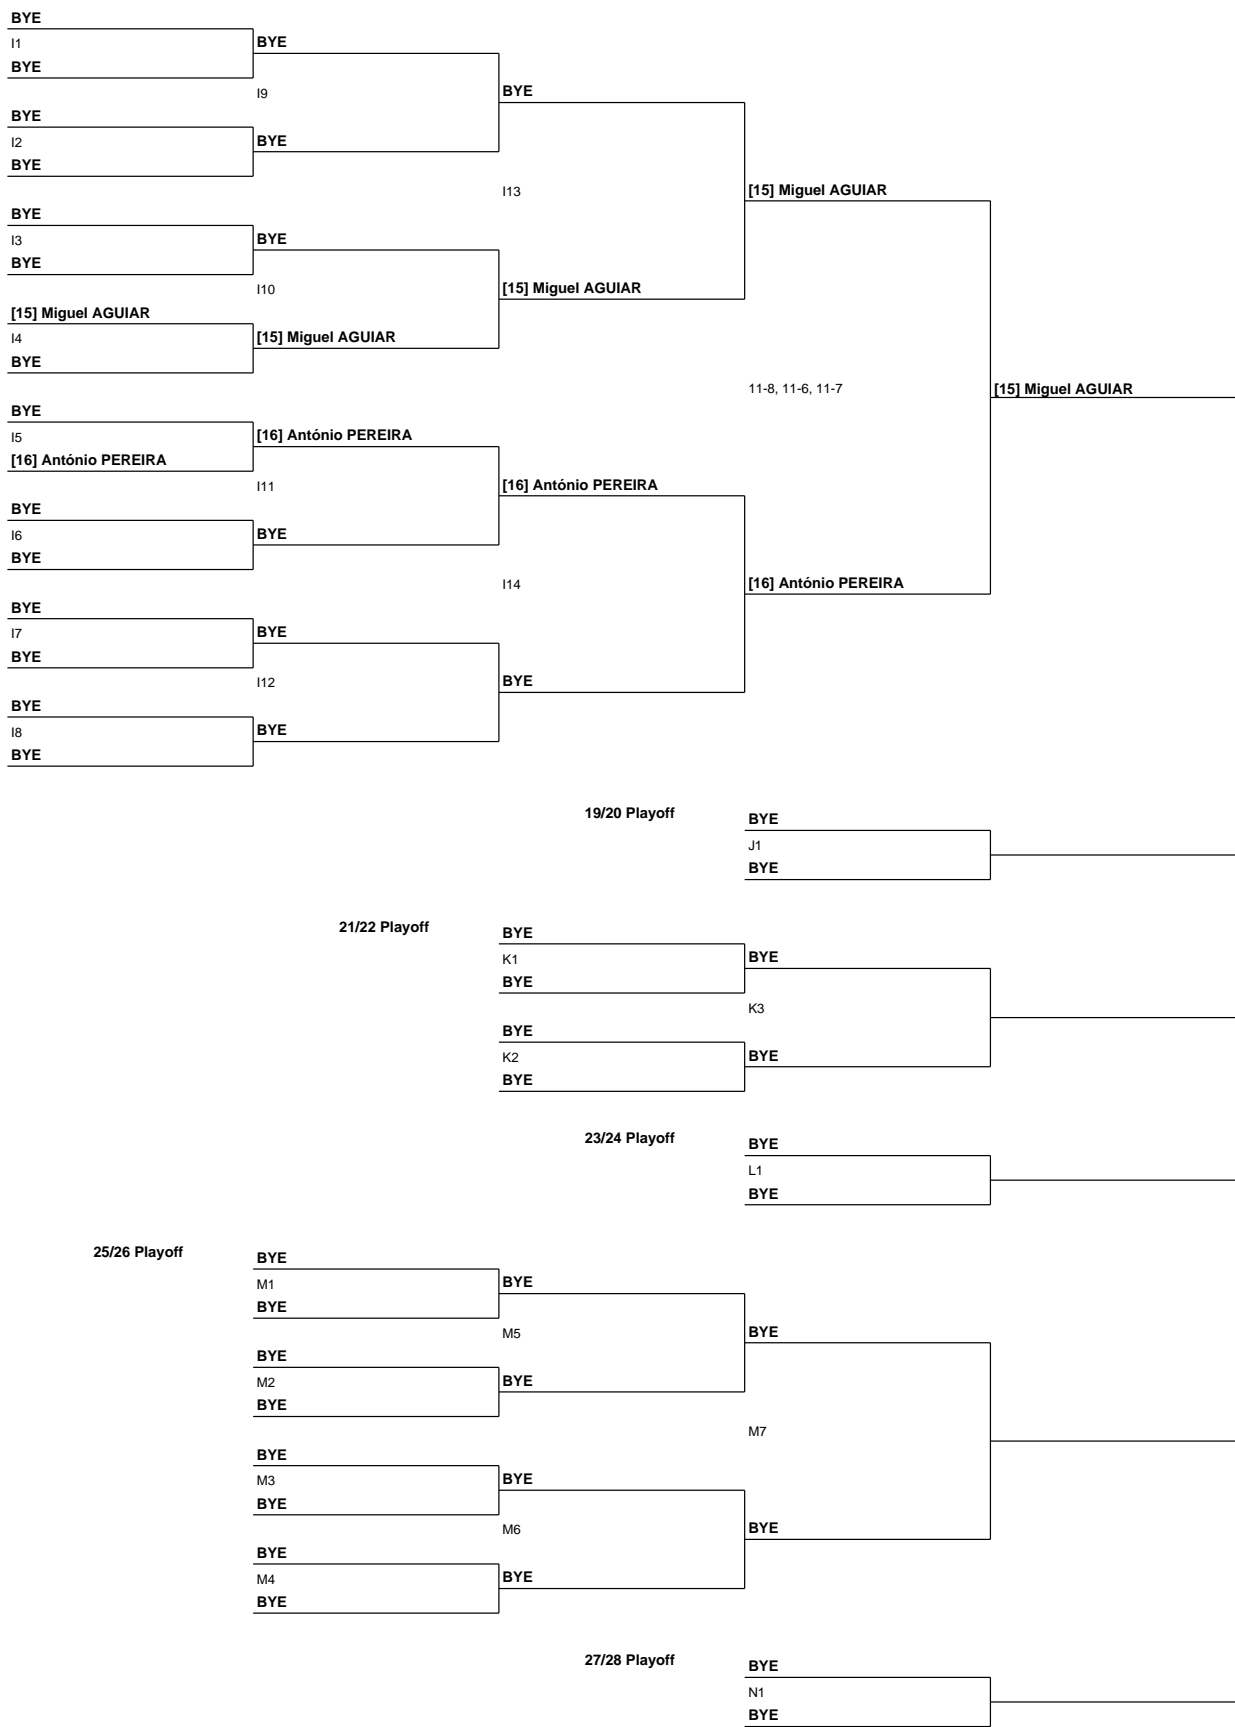 BYE
I1
BYE
BYE
I9
BYE
BYE
I2
BYE
BYE
I13
[15] Miguel AGUIAR
BYE
I3
BYE
BYE
I10
[15] Miguel AGUIAR
[15] Miguel AGUIAR
I4
[15] Miguel AGUIAR
BYE
11-8, 11-6, 11-7
[15] Miguel AGUIAR
BYE
I5
[16] António PEREIRA
[16] António PEREIRA
I11
[16] António PEREIRA
BYE
I6
BYE
BYE
I14
[16] António PEREIRA
BYE
I7
BYE
BYE
I12
BYE
BYE
I8
BYE
BYE
19/20 Playoff
BYE
J1
BYE
21/22 Playoff
BYE
K1
BYE
BYE
K3
BYE
K2
BYE
BYE
23/24 Playoff
BYE
L1
BYE
25/26 Playoff
BYE
M1
BYE
BYE
M5
BYE
BYE
M2
BYE
BYE
M7
BYE
M3
BYE
BYE
M6
BYE
BYE
M4
BYE
BYE
27/28 Playoff
BYE
N1
BYE